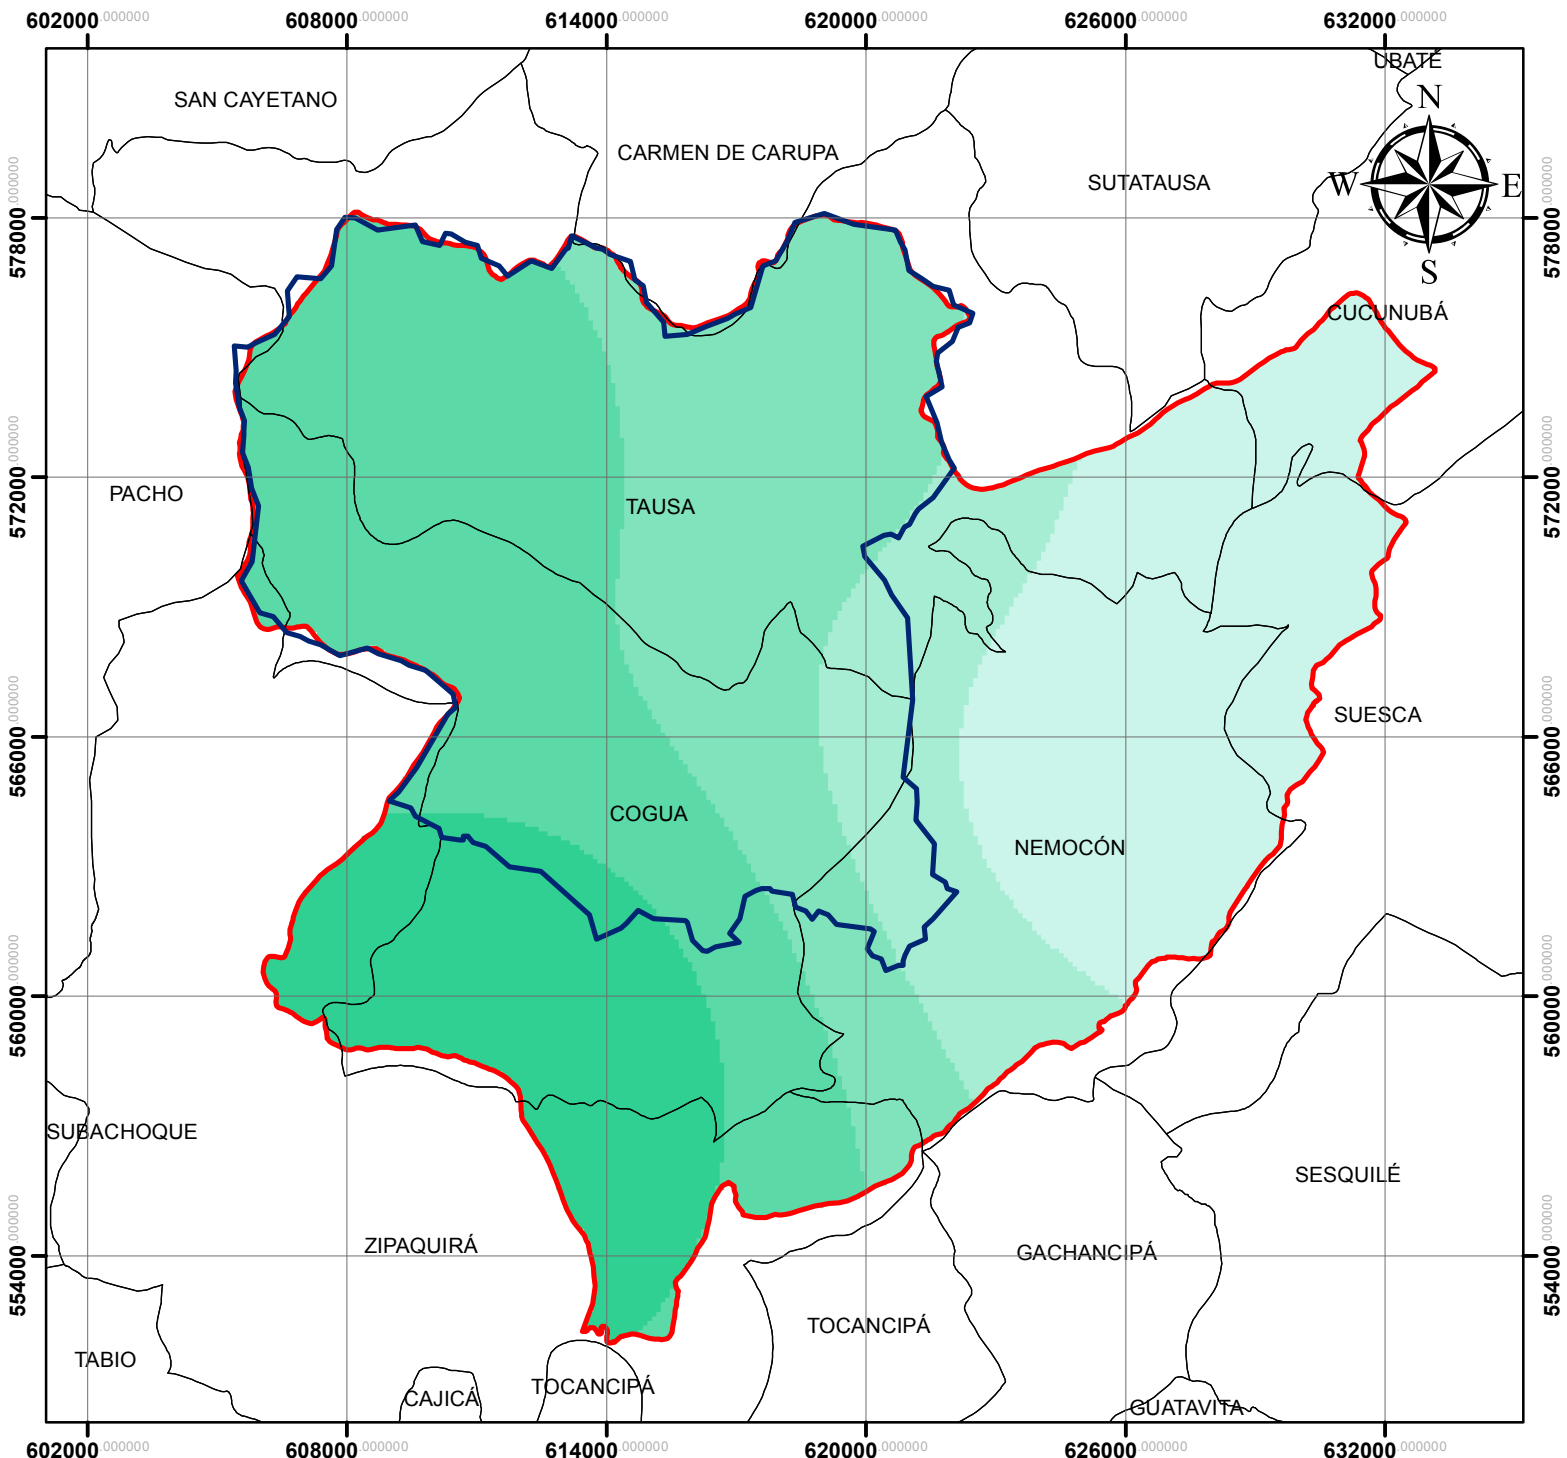 602000.000000 608000.000000 614000.000000 620000.000000 626000.000000 632000.000000
UBATÉ
N
SAN CAYETANO
CARMEN DE CARUPA
SUTATAUSA
W E
578000.000000 578000.000000
S
CUCUNUBÁ
572000.000000 572000.000000
PACHO
TAUSA
SUESCA
566000.000000 566000.000000
COGUA
NEMOCÓN
560000.000000 560000.000000
SUBACHOQUE
SESQUILÉ
ZIPAQUIRÁ
GACHANCIPÁ
554000.000000 554000.000000
TOCANCIPÁ
TABIO
TOCANCIPÁ
CAJICÁ
GUATAVITA
602000.000000 608000.000000 614000.000000 620000.000000 626000.000000 632000.000000